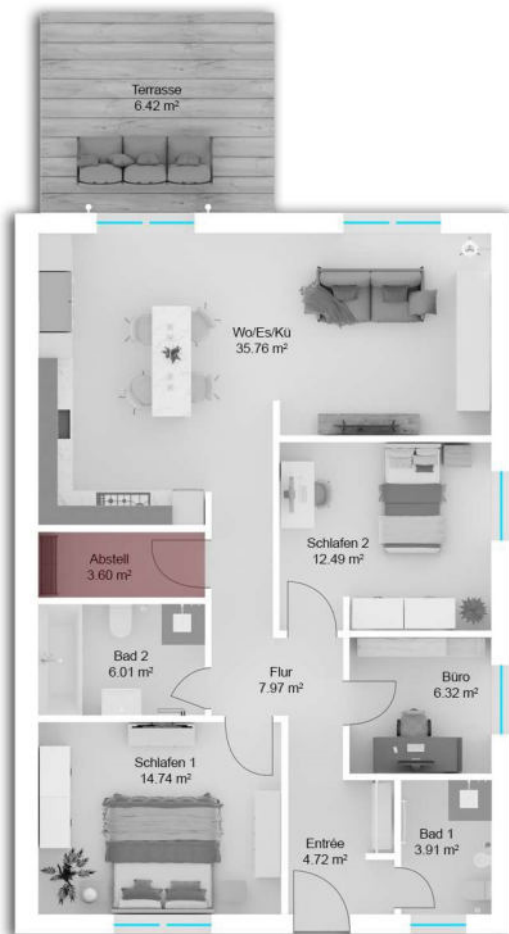 Terrasse
6.42 m²
Wo/Es/Kü
35.76 m²
Abstell
3.60 m²
Schlafen 2
12.49 m²
Bad 2
6.01 m²
Flur
7.97 m²
Büro
6.32 m²
Schlafen 1
14.74 m²
Entrée
4.72 m²
Bad 1
3.91 m²